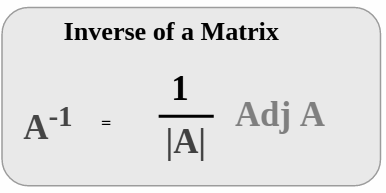 Inverse of a Matrix
A-1 = 1 Adj A
|A|